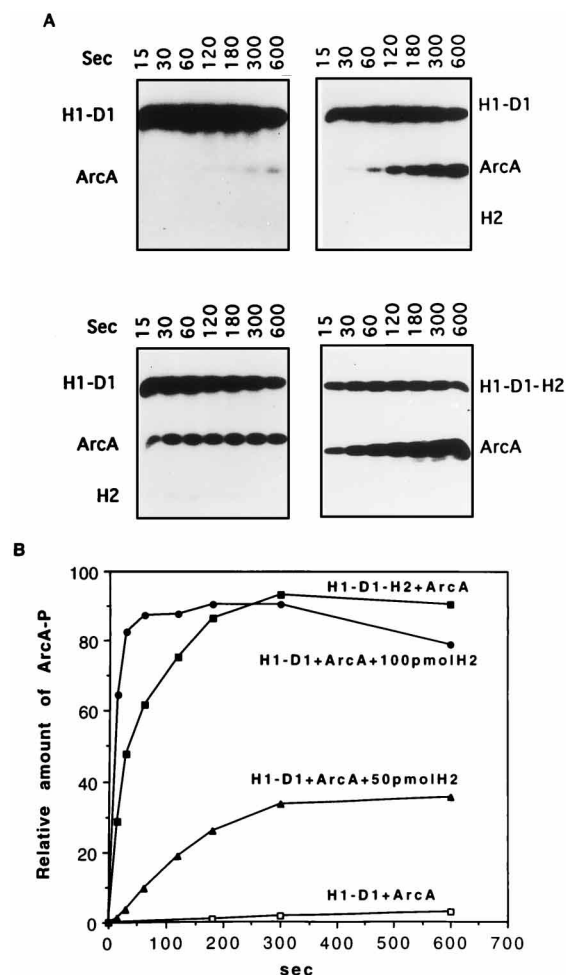 A
Sec 15 30 60 120 180 300 600
15 30 60 120 180 300 600
H1-D1
ArcA
H1-D1
ArcA
H2
Sec 15 30 60 120 180 300 600
15 30 60 120 180 300 600
H1-D1
ArcA
H2
H1-D1-H2
ArcA
B
Relative amount of ArcA-P
100
80
60
40
20
0
H1-D1-H2+ArcA
H1-D1+ArcA+100pmolH2
H1-D1+ArcA+50pmolH2
H1-D1+ArcA
0 100 200 300 400 500 600 700
sec